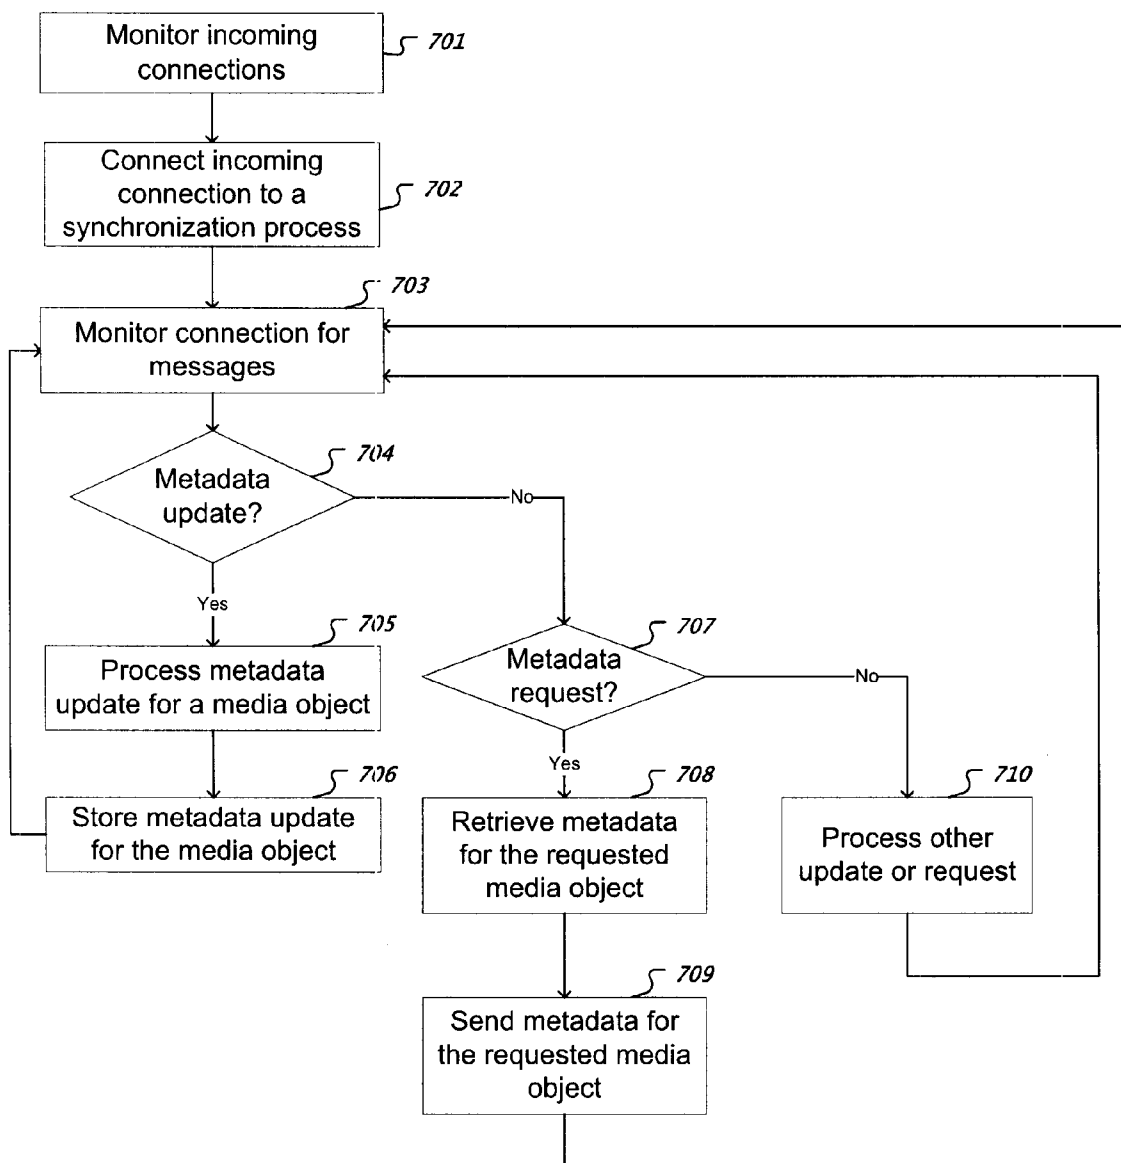 Monitor incoming
connections
701
Connect incoming
connection to a
synchronization process
702
703
Monitor connection for
messages
704
Metadata
update?
No
Yes
705
Process metadata
update for a media object
707
Metadata
request?
No
Yes
706
Store metadata update
for the media object
708
Retrieve metadata
for the requested
media object
710
Process other
update or request
709
Send metadata for
the requested media
object